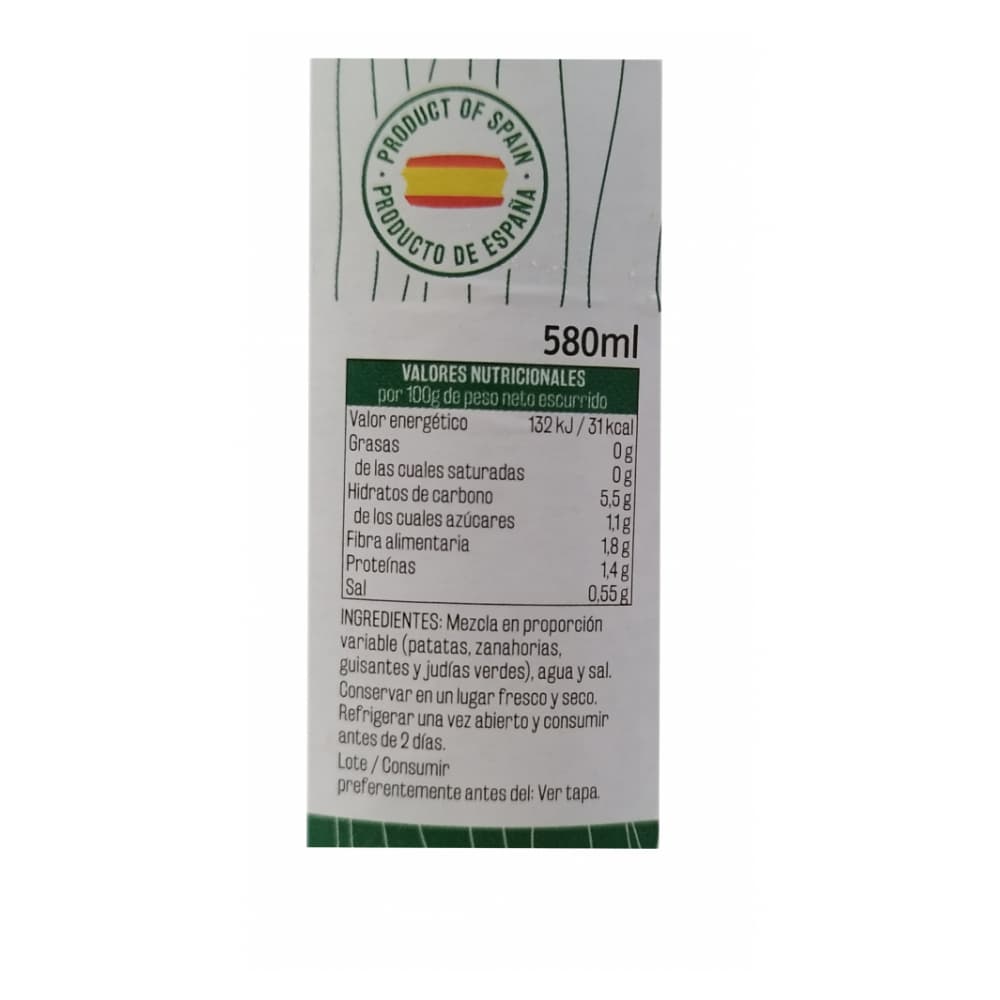 PRODUCT OF SPAIN
PRODUCTO DE ESPAÑA
580ml
VALORES NUTRICIONALES
por 100g de peso neto escurrido
Valor energético 132 kJ / 31 kcal
Grasas 0 g
de las cuales saturadas 0 g
Hidratos de carbono 5,5 g
de los cuales azúcares 1,1 g
Fibra alimentaria 1,8 g
Proteínas 1,4 g
Sal 0,55 g
INGREDIENTES: Mezcla en proporción
variable (patatas, zanahorias,
guisantes y judías verdes), agua y sal.
Conservar en un lugar fresco y seco.
Refrigerar una vez abierto y consumir
antes de 2 días.
Lote / Consumir
preferentemente antes del: Ver tapa.